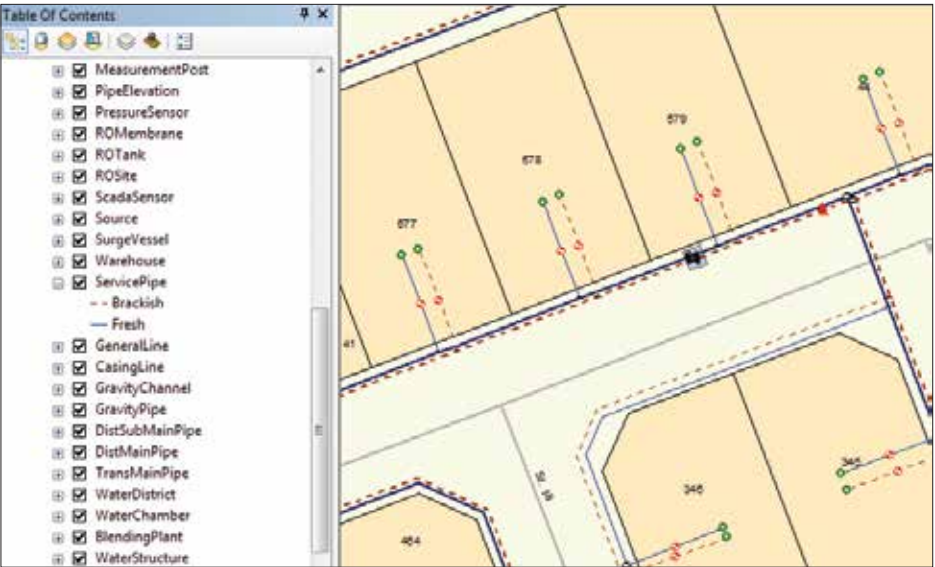 Table Of Contents
MeasurementPost
PipeElevation
PressureSensor
ROMembrane
ROTank
ROSite
ScadaSensor
Source
SurgeVessel
Warehouse
ServicePipe
Brackish
Fresh
GeneralLine
CasingLine
GravityChannel
GravityPipe
DistSubMainPipe
DistMainPipe
TransMainPipe
WaterDistrict
WaterChamber
BlendingPlant
WaterStructure
579
578
577
41
346
345
464